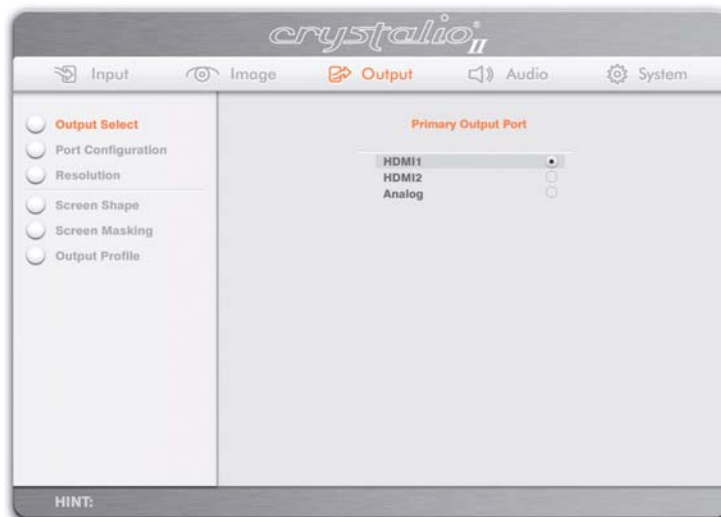 crystalio II
Input Image Output Audio System
Output Select
Port Configuration
Resolution
Screen Shape
Screen Masking
Output Profile
Primary Output Port
HDMI1
HDMI2
Analog
HINT: